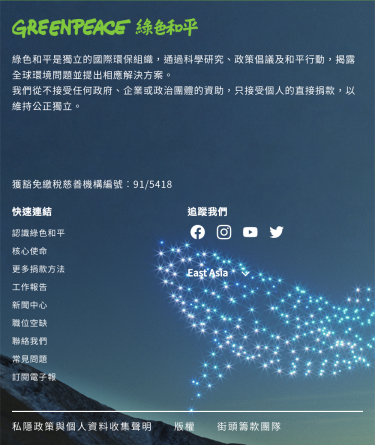 GREENPEACE 綠色和平
綠色和平是獨立的國際環保組織，通過科學研究、政策倡議及和平行動，揭露
全球環境問題並提出相應解決方案。
我們從不接受任何政府、企業或政治團體的資助，只接受個人的直接捐款，以
維持公正獨立。
獲豁免繳稅慈善機構編號：91/5418
快速連結
追蹤我們
認識綠色和平
核心使命
更多捐款方法
East Asia
工作報告
新聞中心
職位空缺
聯絡我們
常見問題
訂閱電子報
私隱政策與個人資料收集聲明 版權 街頭籌款團隊